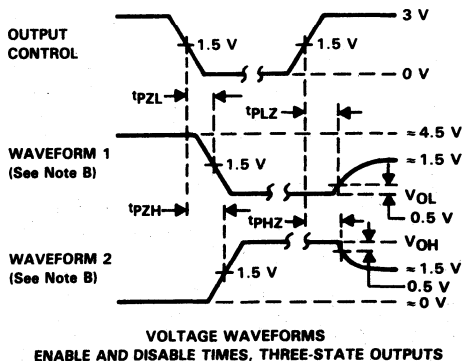 OUTPUT
CONTROL
3 V
1.5 V
1.5 V
0 V
tPZL
tPLZ
≈ 4.5 V
WAVEFORM 1
(See Note B)
1.5 V
≈ 1.5 V
VOL
0.5 V
tPZH
tPHZ
VOH
WAVEFORM 2
(See Note B)
1.5 V
≈ 1.5 V
0.5 V
≈ 0 V
VOLTAGE WAVEFORMS
ENABLE AND DISABLE TIMES, THREE-STATE OUTPUTS